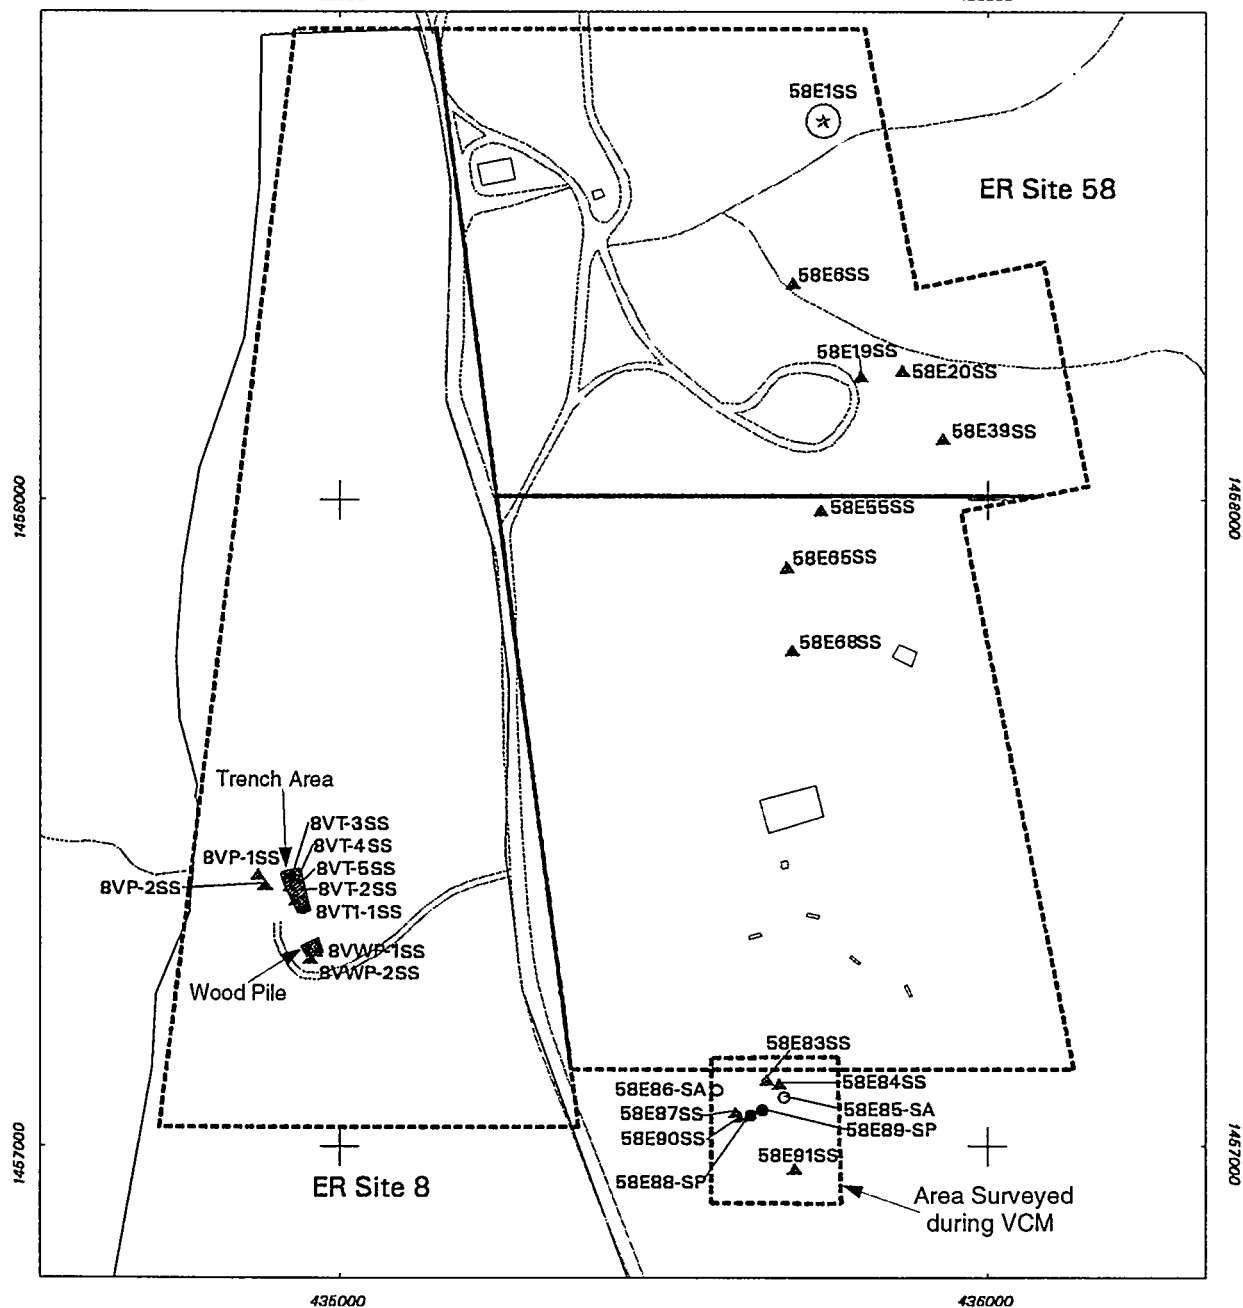 58E1SS
ER Site 58
58E6SS
58E19SS
58E20SS
58E39SS
1458000
1458000
58E55SS
58E65SS
58E68SS
Trench Area
8VT-3SS
8VT-4SS
8VP-1SS
8VT-5SS
8VP-2SS
8VT-2SS
8VT1-1SS
8VWP-1SS
8VWP-2SS
Wood Pile
58E83SS
58E84SS
58E86-SA
58E85-SA
58E87SS
58E89-SP
58E90SS
58E91SS
1457000
1457000
58E88-SP
ER Site 8
Area Surveyed
during VCM
435000
436000